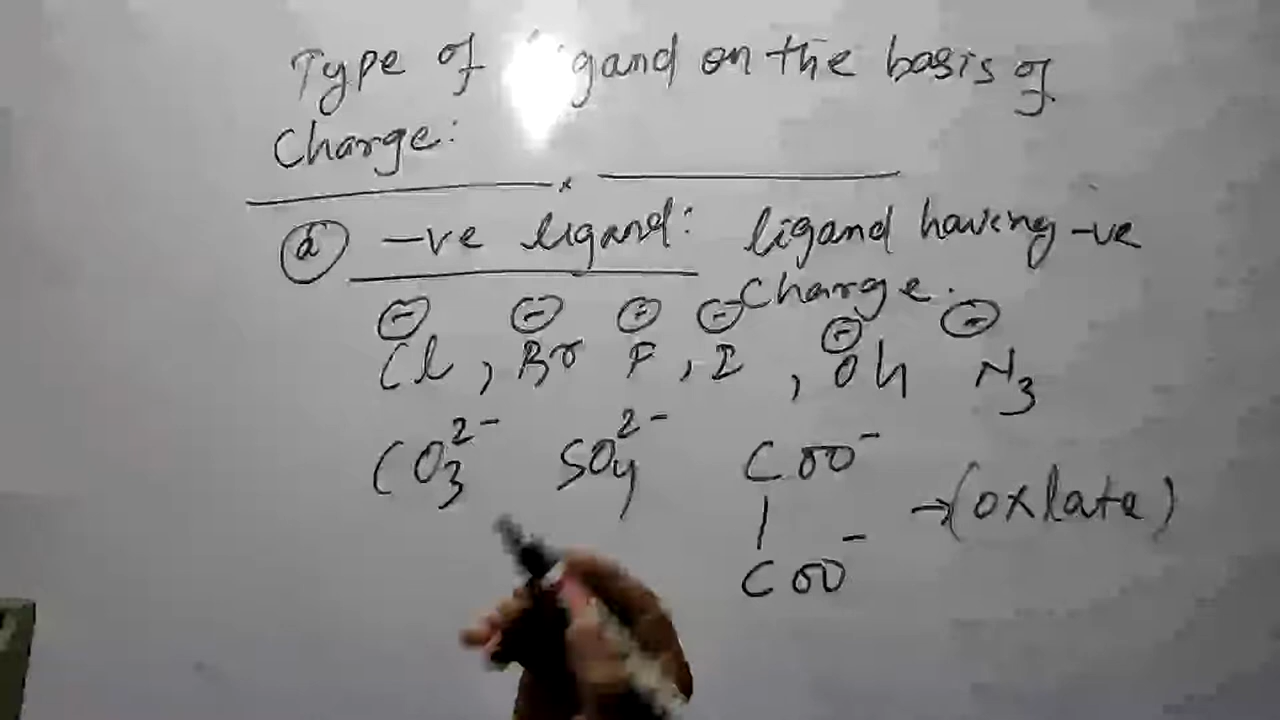 Type of ligand on the basis of
Charge:
(a) -ve ligand: ligand having -ve
Charge.
Cl⊖, Br⊖ F⊖, I⊖, Oh⊖ N₃⊖
CO₃²⁻ SO₄²⁻ COO⁻
|
COO⁻
→(oxlate)